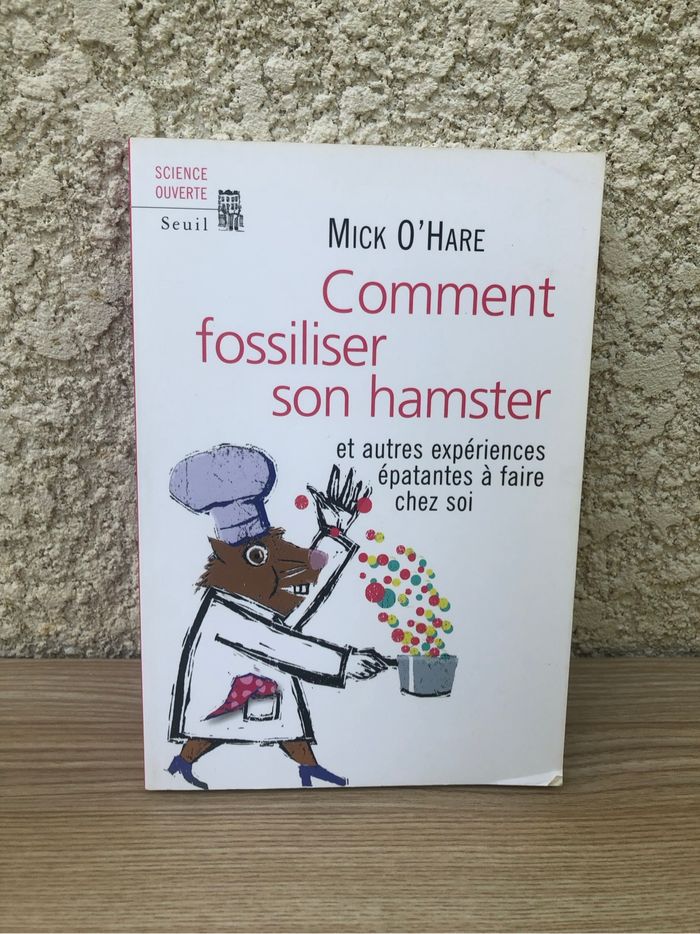 SCIENCE
OUVERTE
Seuil
MICK O'HARE
Comment
fossiliser
son hamster
et autres expériences
épatantes à faire
chez soi